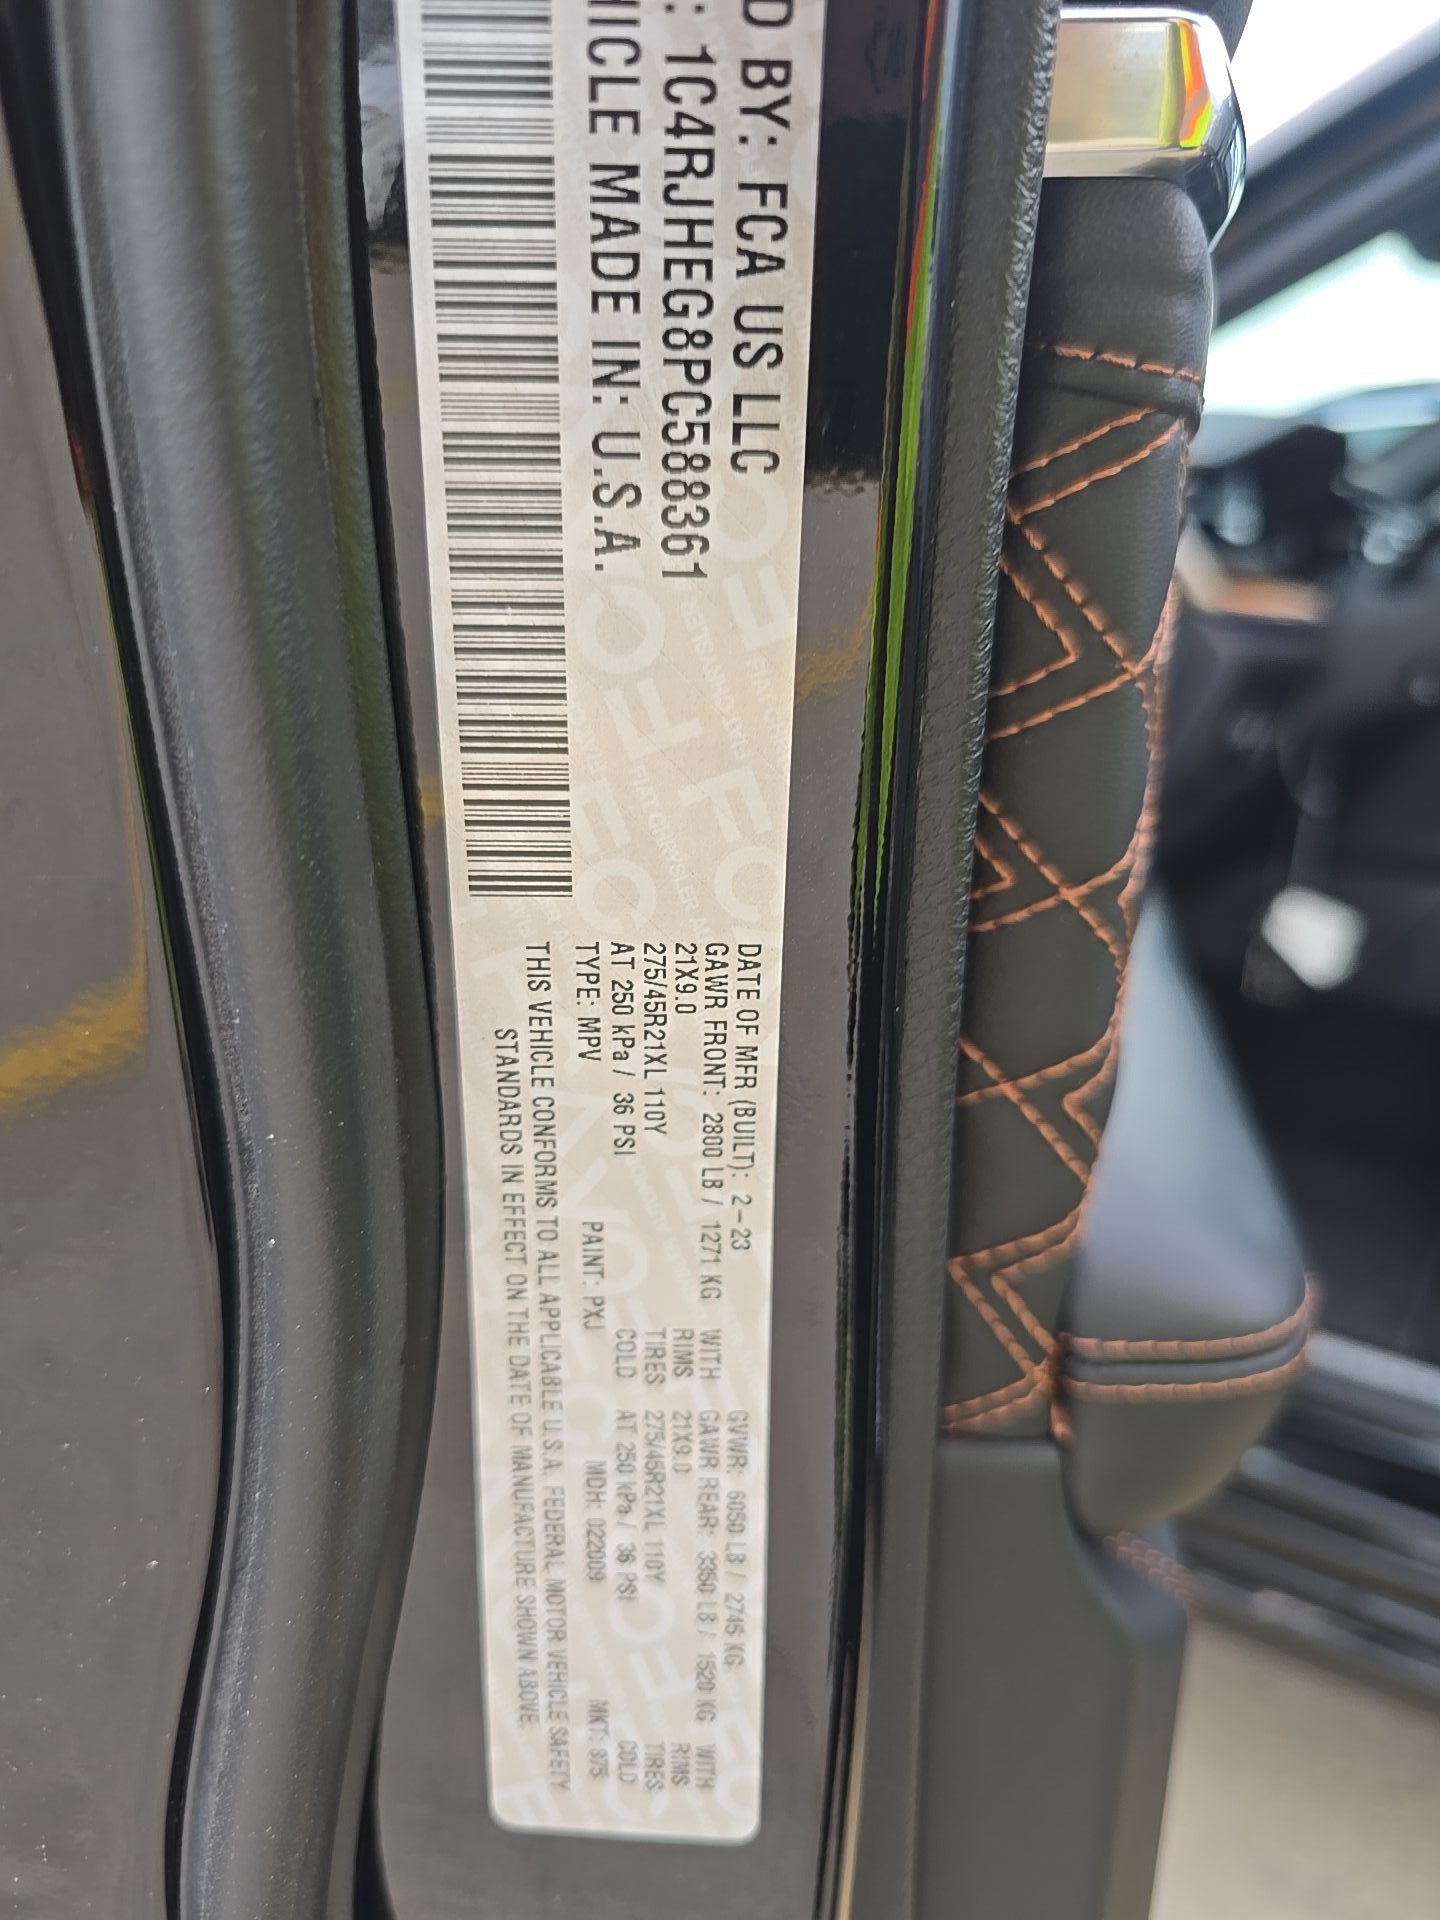 D BY: FCA US LLC
: 1C4RJHEG8PC588361
HICLE MADE IN: U.S.A.
DATE OF MFR (BUILT): 2-23 GVWR: 6050 LB / 2745 KG
GAWR FRONT: 2800 LB / 1271 KG WITH GAWR REAR: 3350 LB / 1520 KG WITH
21X9.0 RIMS 21X9.0 RIMS
275/45R21XL 110Y TIRES 275/45R21XL 110Y TIRES
AT 250 kPa / 36 PSI COLD AT 250 kPa / 36 PSI COLD
TYPE: MPV PAINT: PXJ MDH: 022009 MKT: 875
THIS VEHICLE CONFORMS TO ALL APPLICABLE U.S.A. FEDERAL MOTOR VEHICLE SAFETY
STANDARDS IN EFFECT ON THE DATE OF MANUFACTURE SHOWN ABOVE.